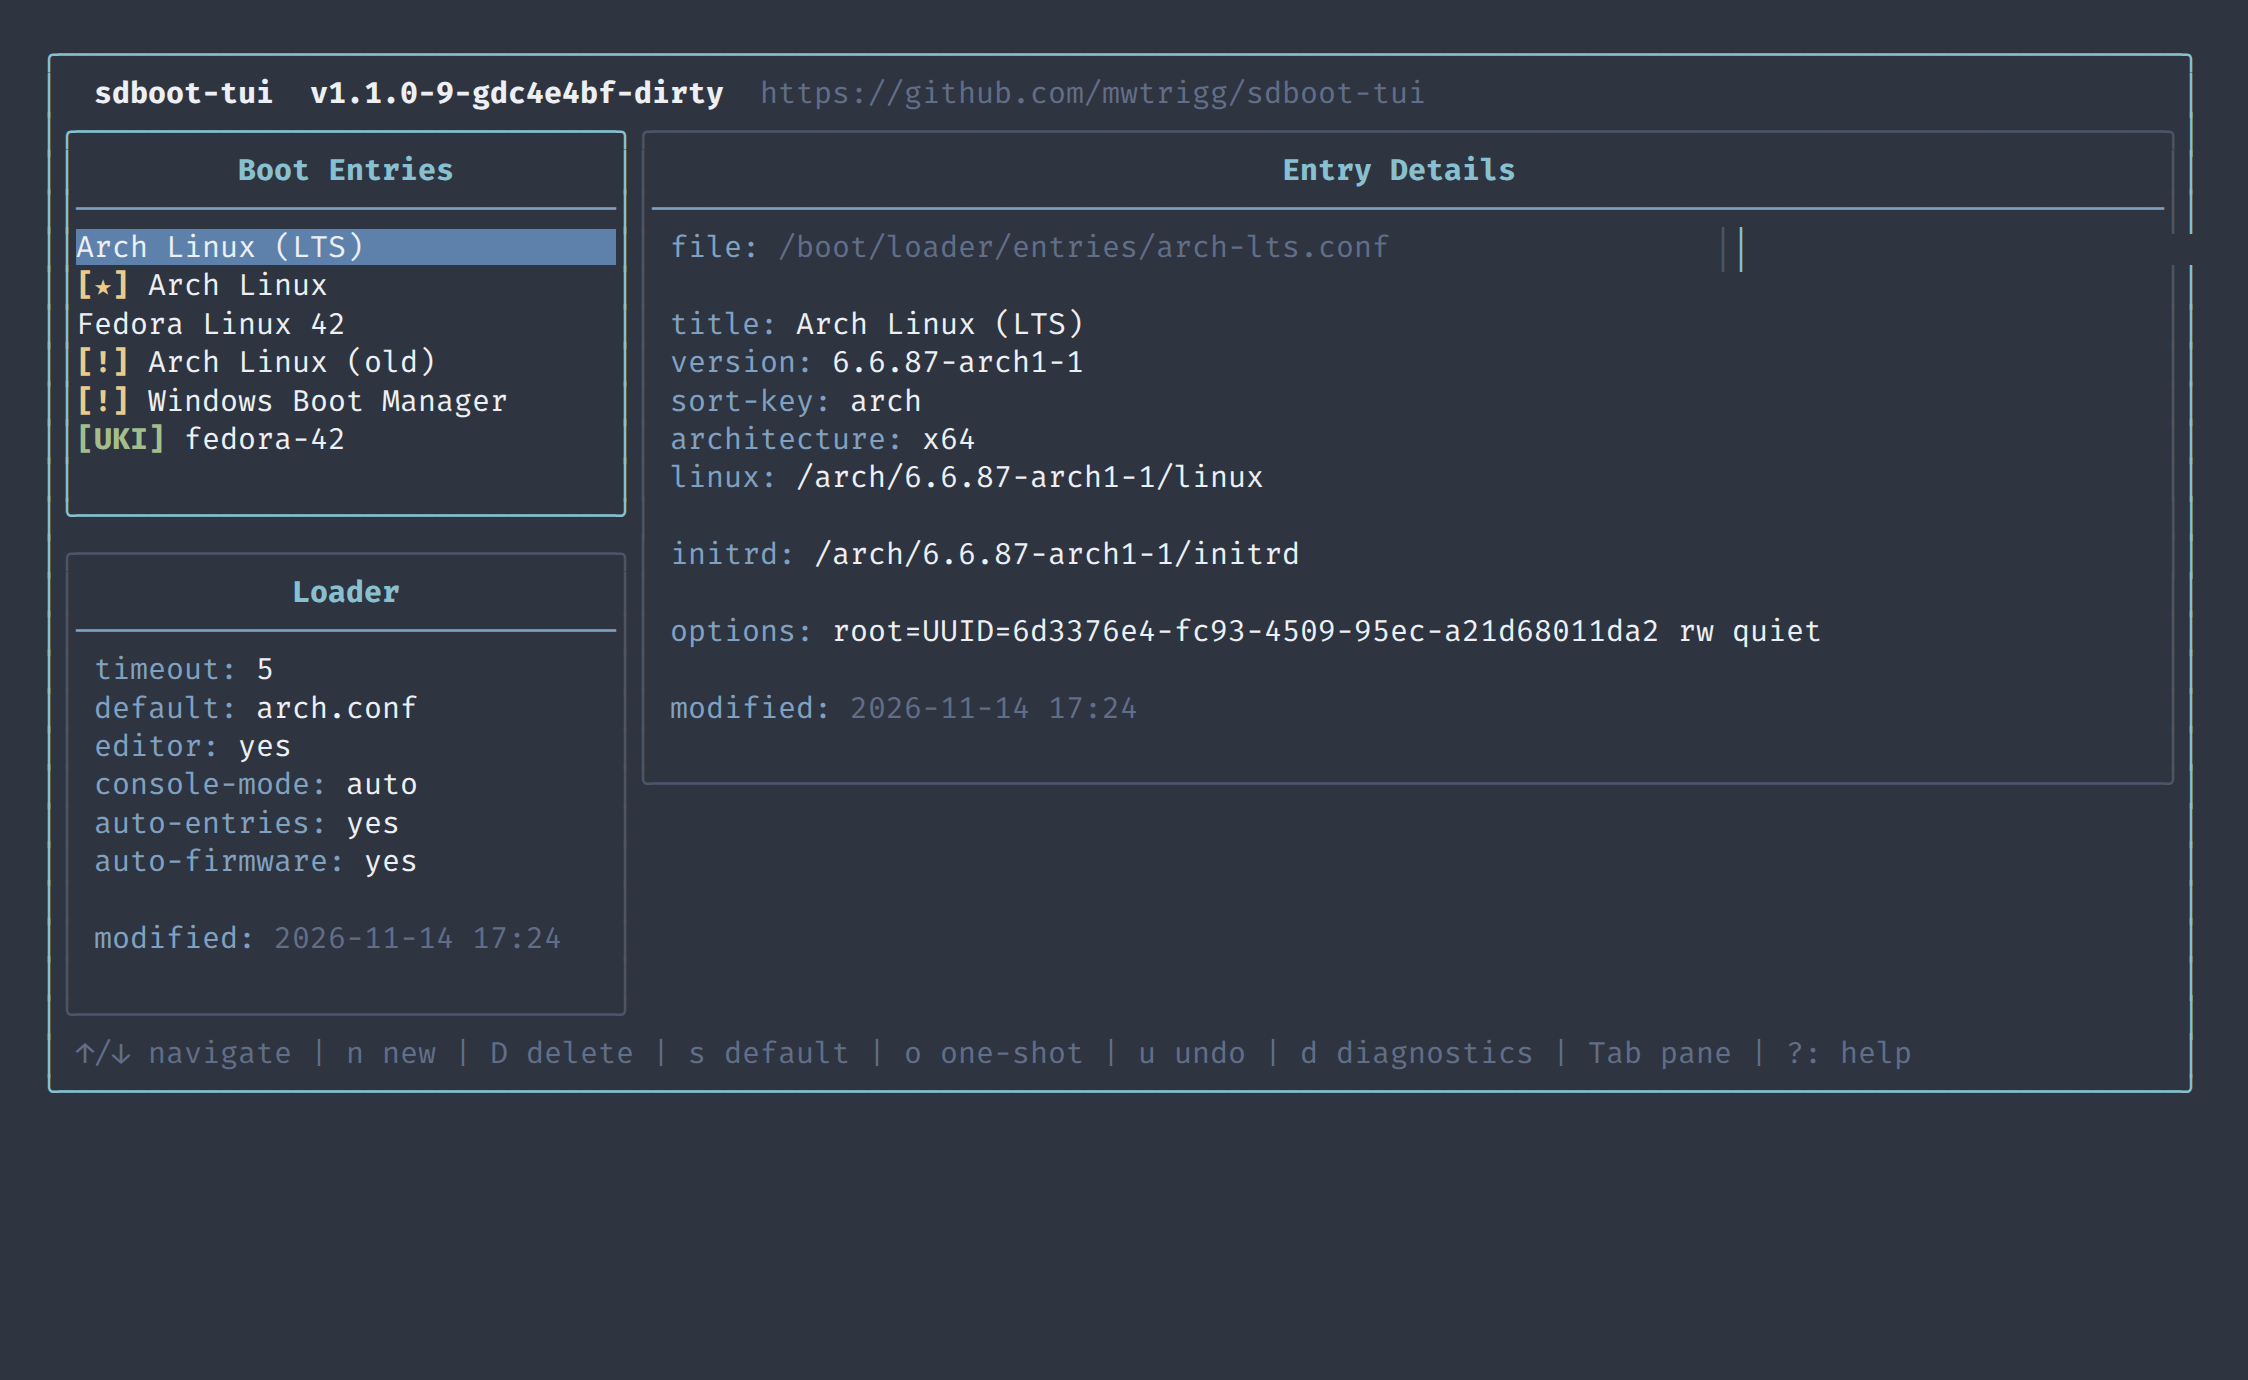 sdboot-tui  v1.1.0-9-gdc4e4bf-dirty  https://github.com/mwtrigg/sdboot-tui
Boot Entries
Arch Linux (LTS)
[★] Arch Linux
Fedora Linux 42
[!] Arch Linux (old)
[!] Windows Boot Manager
[UKI] fedora-42
Loader
timeout: 5
default: arch.conf
editor: yes
console-mode: auto
auto-entries: yes
auto-firmware: yes
modified: 2026-11-14 17:24
Entry Details
file: /boot/loader/entries/arch-lts.conf
title: Arch Linux (LTS)
version: 6.6.87-arch1-1
sort-key: arch
architecture: x64
linux: /arch/6.6.87-arch1-1/linux
initrd: /arch/6.6.87-arch1-1/initrd
options: root=UUID=6d3376e4-fc93-4509-95ec-a21d68011da2 rw quiet
modified: 2026-11-14 17:24
↑/↓ navigate | n new | D delete | s default | o one-shot | u undo | d diagnostics | Tab pane | ?: help